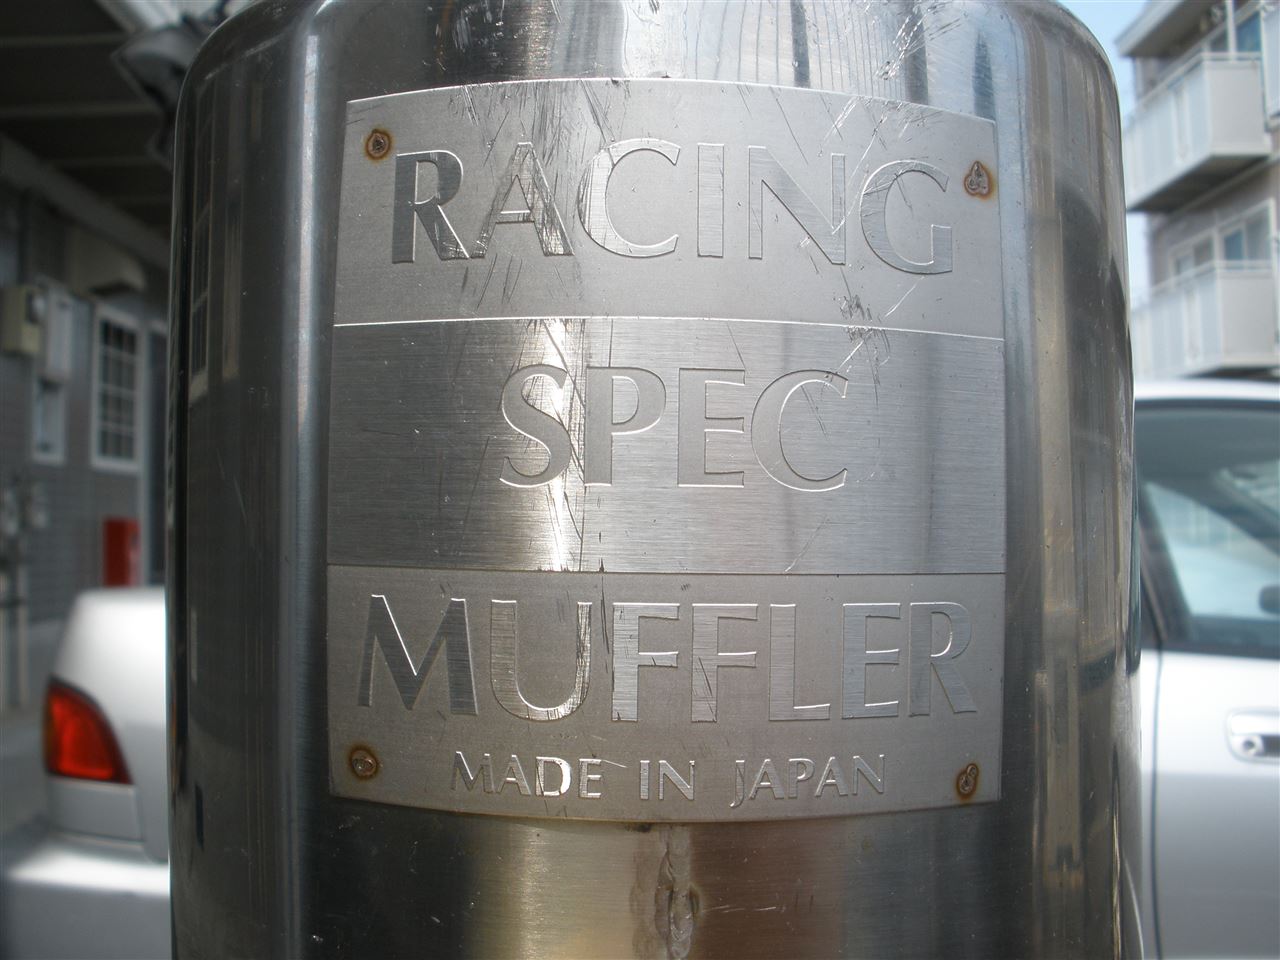 RACING
SPEC
MUFFLER
MADE IN JAPAN